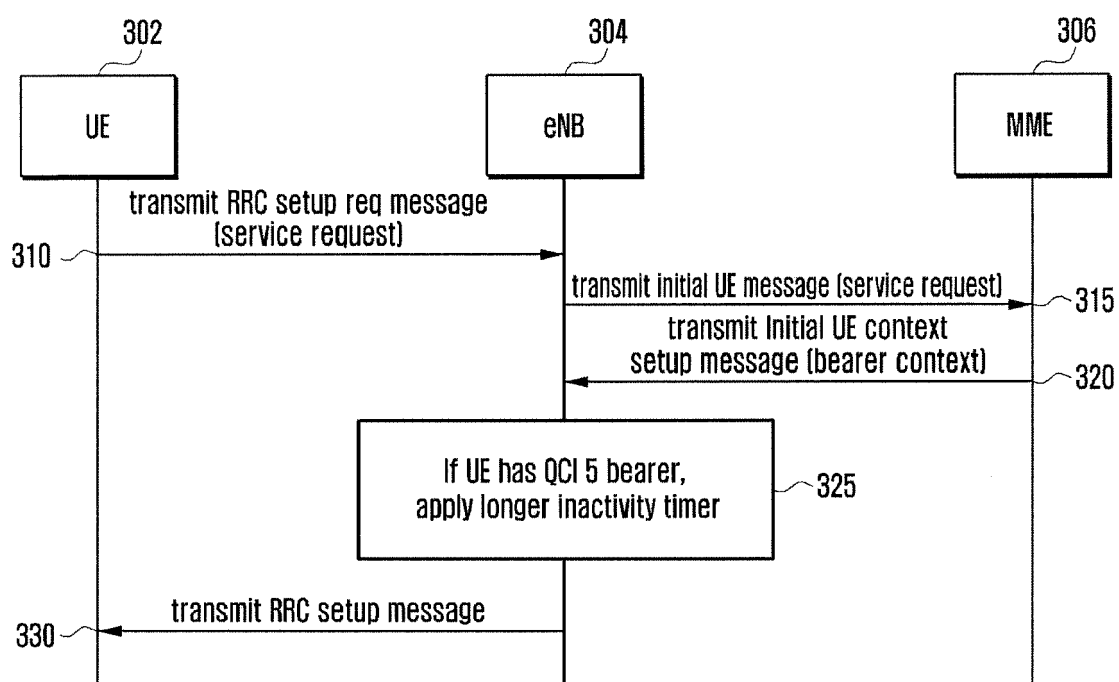 302
304
306
UE
eNB
MME
transmit RRC setup req message
(service request)
310
transmit initial UE message (service request)
315
transmit Initial UE context
setup message (bearer context)
320
If UE has QCI 5 bearer,
apply longer inactivity timer
325
transmit RRC setup message
330